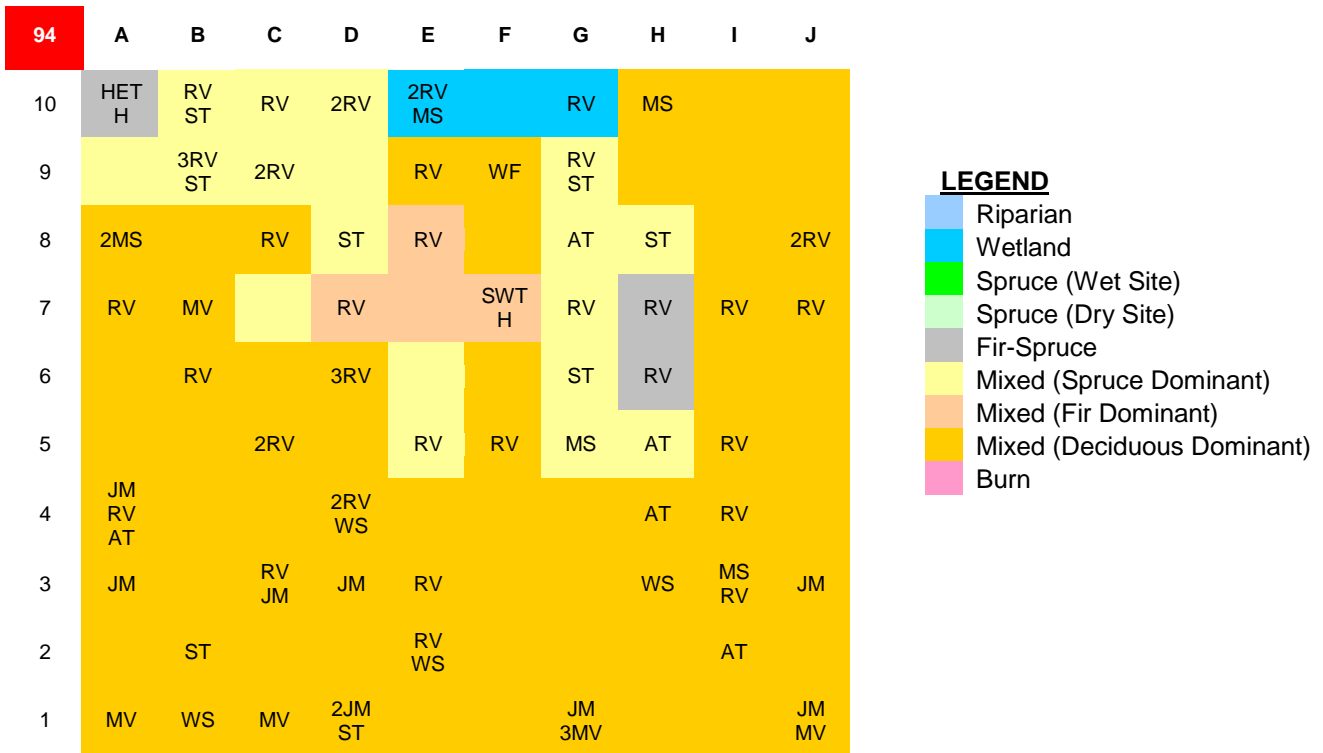 94 A B C D E F G H I J
10 HET H RV ST RV 2RV 2RV MS RV MS
9 3RV ST 2RV RV WF RV ST
8 2MS RV ST RV AT ST 2RV
7 RV MV RV SWT H RV RV RV RV
6 RV 3RV ST RV
5 2RV RV RV MS AT RV
4 JM RV AT 2RV WS AT RV
3 JM RV JM JM RV WS MS RV JM
2 ST RV WS AT
1 MV WS MV 2JM ST JM 3MV JM MV
LEGEND
Riparian
Wetland
Spruce (Wet Site)
Spruce (Dry Site)
Fir-Spruce
Mixed (Spruce Dominant)
Mixed (Fir Dominant)
Mixed (Deciduous Dominant)
Burn